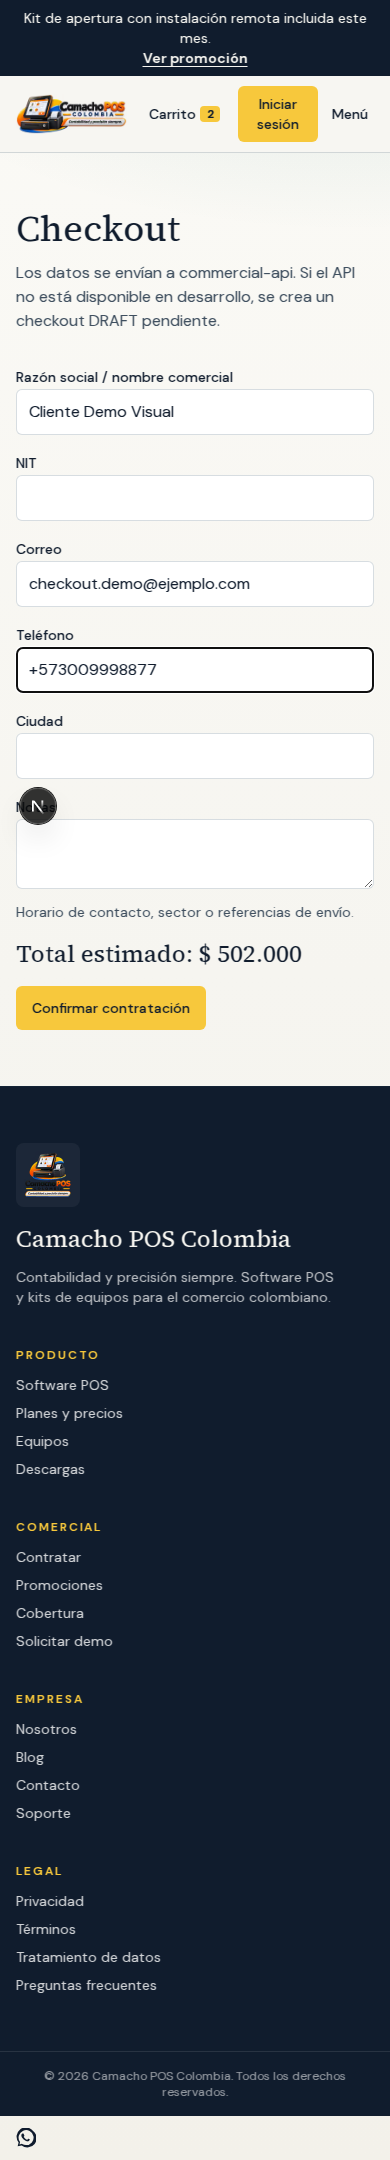 Kit de apertura con instalación remota incluida este
mes.
Ver promoción
Camacho POS
COLOMBIA
Contabilidad y precisión siempre.
Carrito 2
Iniciar
sesión
Menú
Checkout
Los datos se envían a commercial-api. Si el API
no está disponible en desarrollo, se crea un
checkout DRAFT pendiente.
Razón social / nombre comercial
Cliente Demo Visual
NIT
Correo
checkout.demo@ejemplo.com
Teléfono
+573009998877
Ciudad
Notas
N
Horario de contacto, sector o referencias de envío.
Total estimado: $ 502.000
Confirmar contratación
Camacho POS Colombia
Contabilidad y precisión siempre. Software POS
y kits de equipos para el comercio colombiano.
PRODUCTO
Software POS
Planes y precios
Equipos
Descargas
COMERCIAL
Contratar
Promociones
Cobertura
Solicitar demo
EMPRESA
Nosotros
Blog
Contacto
Soporte
LEGAL
Privacidad
Términos
Tratamiento de datos
Preguntas frecuentes
© 2026 Camacho POS Colombia. Todos los derechos
reservados.